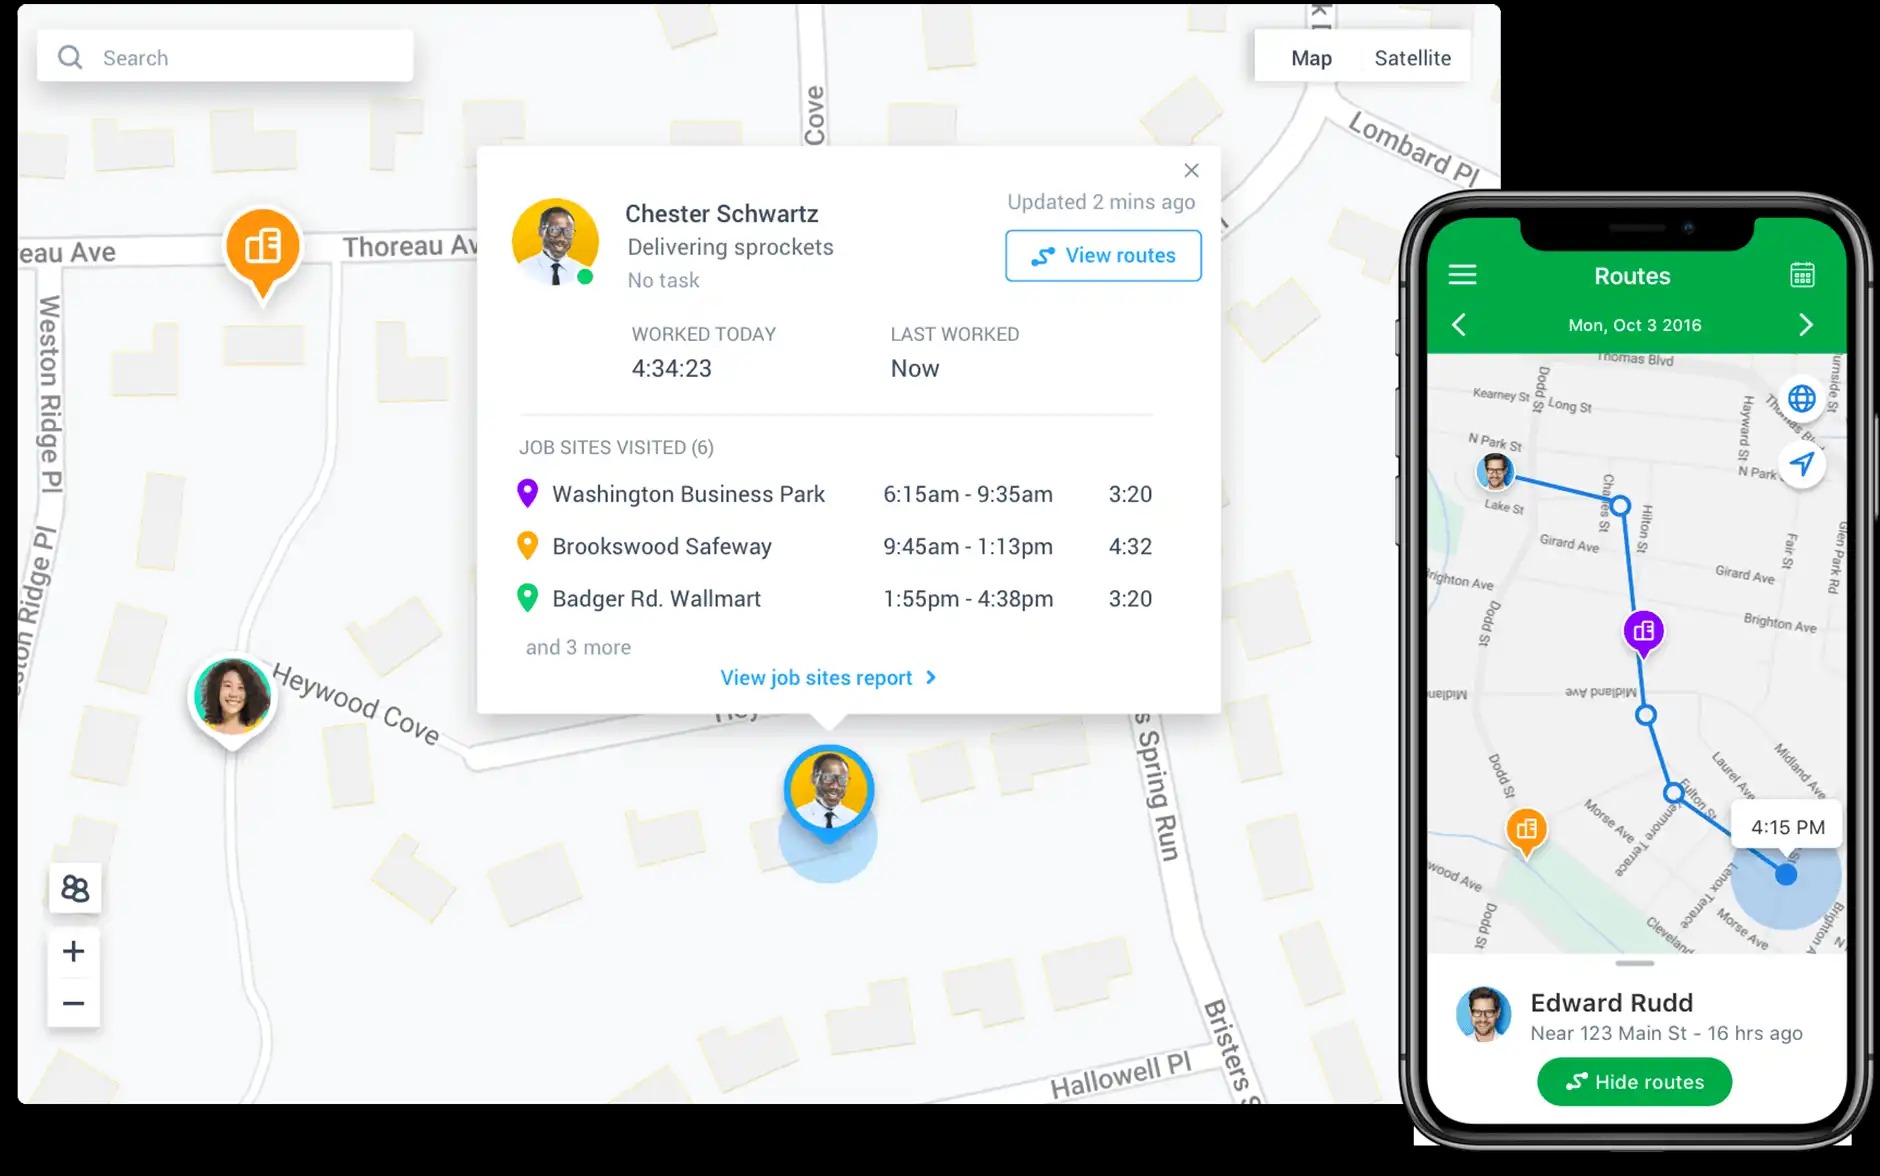 Search
Map
Satellite
Cove
Lombard Pl
eau Ave
Thoreau Av
Weston Ridge Pl
Heywood Cove
s Spring Run
Bristers S
Hallowell Pl
Chester Schwartz
Delivering sprockets
No task
Updated 2 mins ago
View routes
WORKED TODAY
4:34:23
LAST WORKED
Now
JOB SITES VISITED (6)
Washington Business Park 6:15am - 9:35am 3:20
Brookswood Safeway 9:45am - 1:13pm 4:32
Badger Rd. Wallmart 1:55pm - 4:38pm 3:20
and 3 more
View job sites report
Routes
Mon, Oct 3 2016
Thomas Blvd
Dodd St
Kearney St
Long St
Hayward St
N Park St
N Park
Lake St
Charles St
Hilton St
Girard Ave
Fair St
Glen Park Rd
Girard Ave
Brighton Ave
Dodd St
Brighton Ave
Midland Ave
Dodd St
Laurel Ave
Midland Ave
Fulton St
Morse Ave
4:15 PM
wood Ave
Lenox Terrace
Morse Ave
Dodd St
Cleveland
Edward Rudd
Near 123 Main St - 16 hrs ago
Hide routes